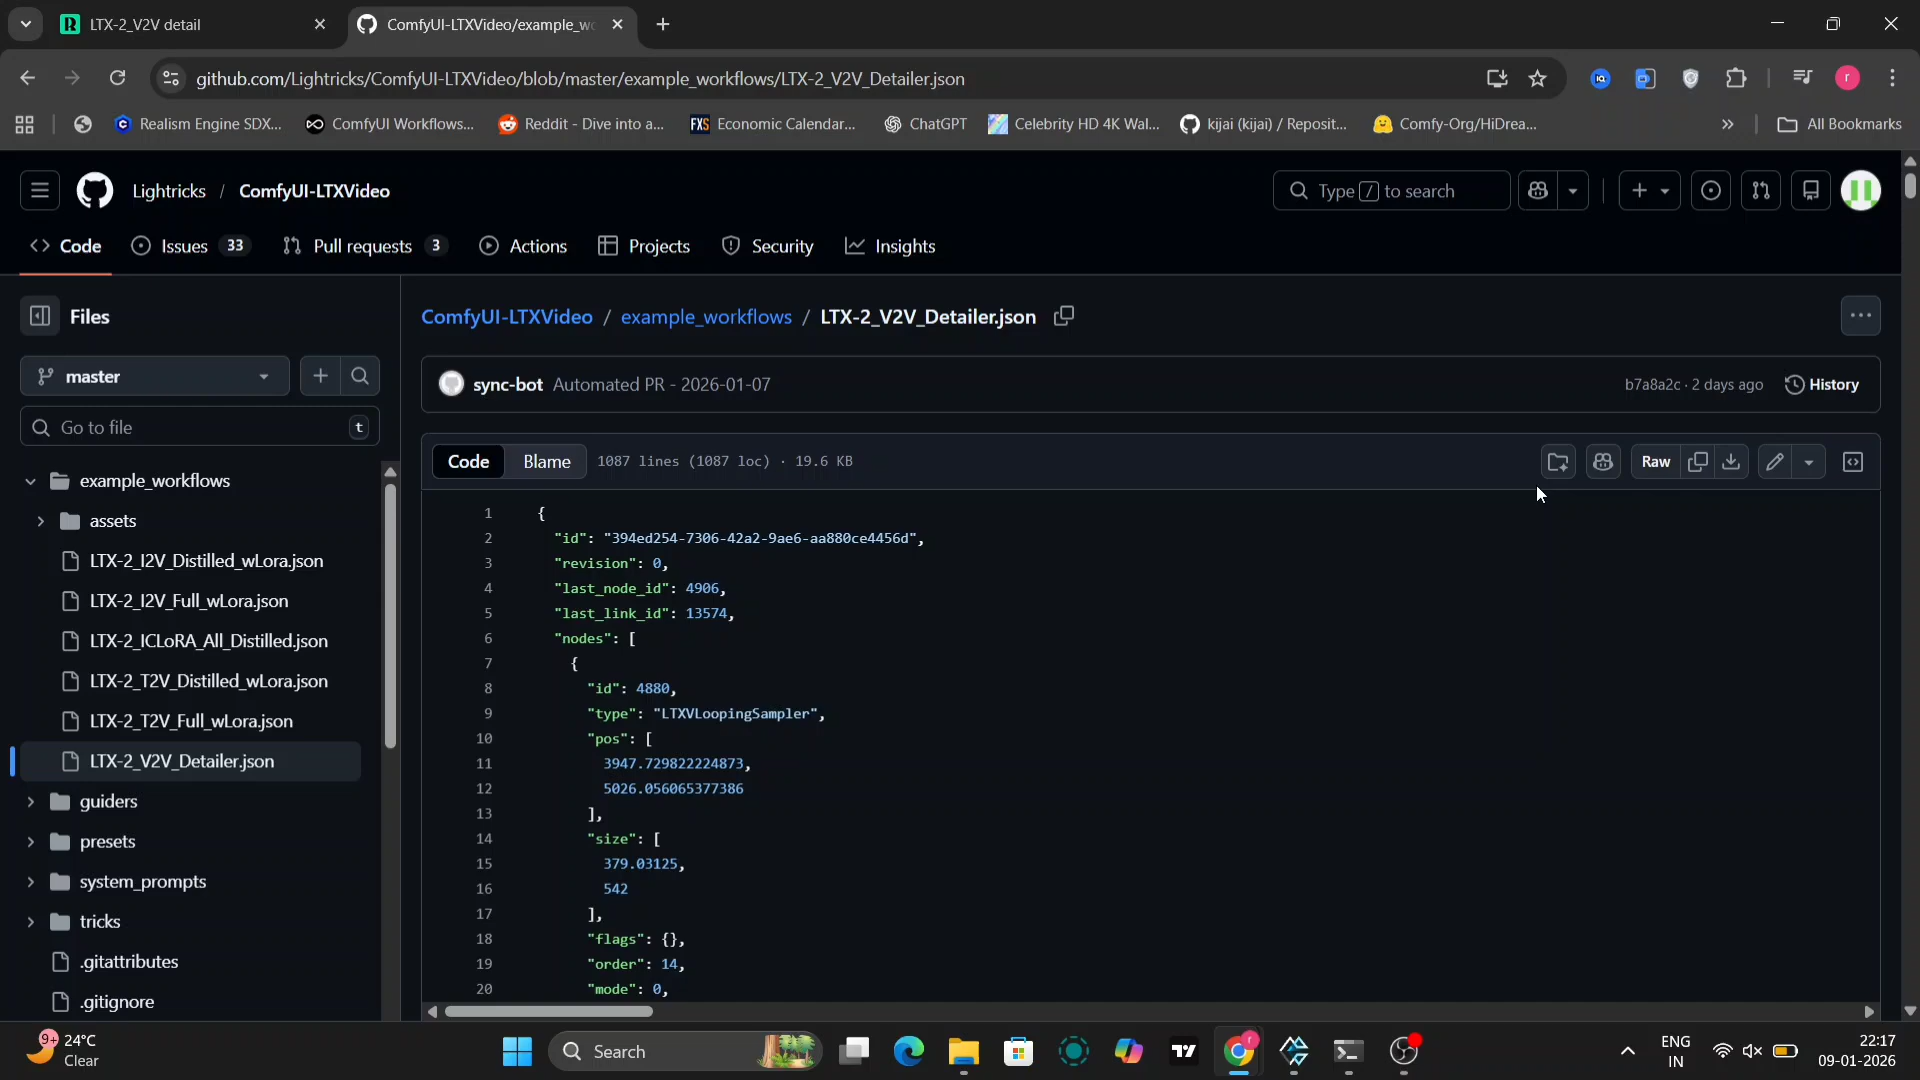 LTX-2_V2V detail
ComfyUI-LTXVideo/example_wo
github.com/Lightricks/ComfyUI-LTXVideo/blob/master/example_workflows/LTX-2_V2V_Detailer.json
Realism Engine SDX...
ComfyUI Workflows...
Reddit - Dive into a...
FXS Economic Calendar...
ChatGPT
Celebrity HD 4K Wal...
kijai (kijai) / Reposit...
Comfy-Org/HiDrea...
All Bookmarks
Lightricks / ComfyUI-LTXVideo
Type / to search
Code
Issues 33
Pull requests 3
Actions
Projects
Security
Insights
Files
ComfyUI-LTXVideo / example_workflows / LTX-2_V2V_Detailer.json
master
sync-bot Automated PR - 2026-01-07
b7a8a2c · 2 days ago
History
Go to file t
Code Blame 1087 lines (1087 loc) · 19.6 KB
Raw
example_workflows
assets
LTX-2_I2V_Distilled_wLora.json
LTX-2_I2V_Full_wLora.json
LTX-2_ICLoRA_All_Distilled.json
LTX-2_T2V_Distilled_wLora.json
LTX-2_T2V_Full_wLora.json
LTX-2_V2V_Detailer.json
guiders
presets
system_prompts
tricks
.gitattributes
.gitignore
1 {
2 "id": "394ed254-7306-42a2-9ae6-aa880ce4456d",
3 "revision": 0,
4 "last_node_id": 4906,
5 "last_link_id": 13574,
6 "nodes": [
7 {
8 "id": 4880,
9 "type": "LTXVLoopingSampler",
10 "pos": [
11 3947.729822224873,
12 5026.056065377386
13 ],
14 "size": [
15 379.03125,
16 542
17 ],
18 "flags": {},
19 "order": 14,
20 "mode": 0,
9+
24°C
Clear
Search
ENG
IN
22:17
09-01-2026